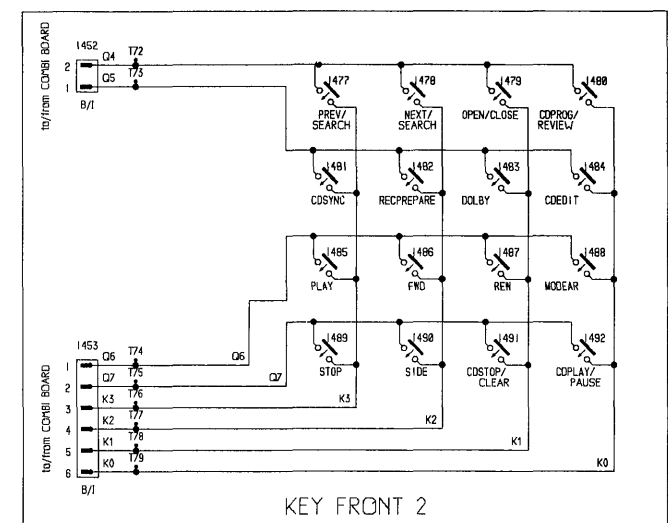 1452
Q4
T72
2
Q5
T73
1
B/I
to/from COMBI BOARD
1477
1478
1479
1480
PREV/
SEARCH
NEXT/
SEARCH
OPEN/CLOSE
CDPROG/
REVIEW
1481
1482
1483
1484
CDSYNC
RECPREPARE
DOLBY
CDEDIT
1485
1486
1487
1488
PLAY
FWD
REW
MODEAR
1489
1490
1491
1492
STOP
SIDE
CDSTOP/
CLEAR
CDPLAY/
PAUSE
1453
to/from COMBI BOARD
1
Q6
T74
Q6
2
Q7
T75
Q7
3
K3
T76
K3
4
K2
T77
K2
5
K1
T78
K1
6
K0
T79
K0
B/I
KEY FRONT 2